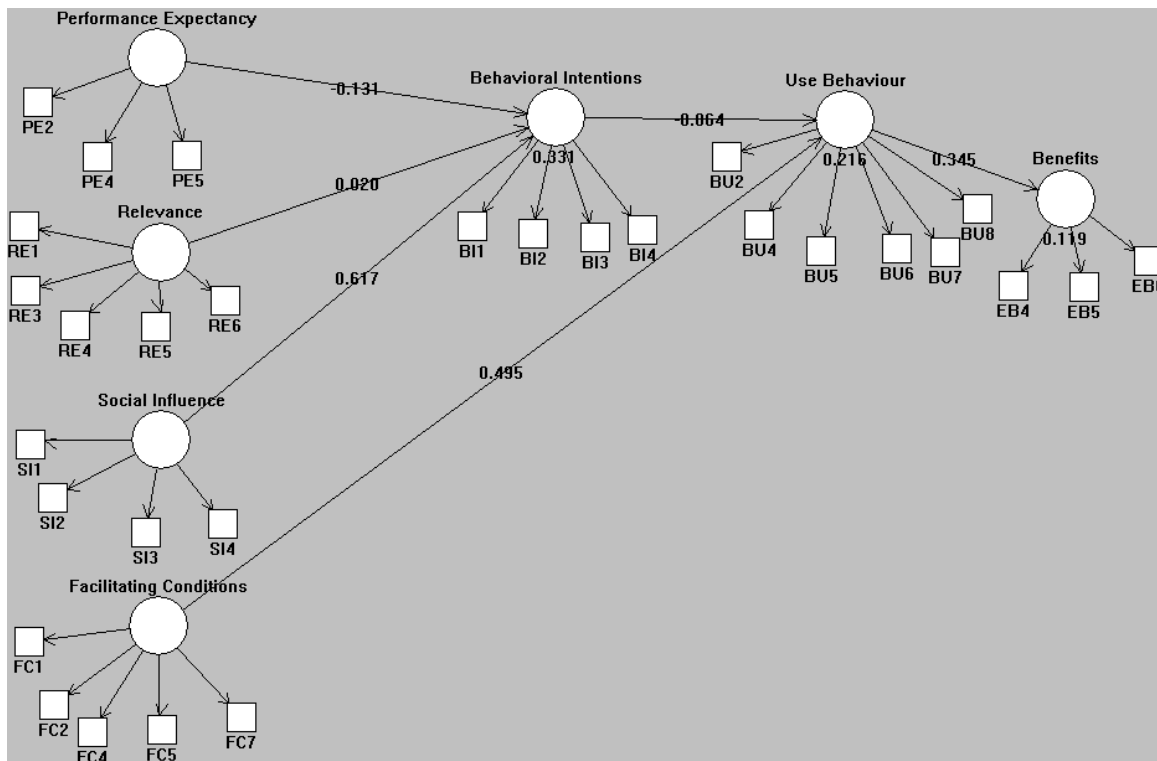 Performance Expectancy
PE2
PE4
PE5
-0.131
Behavioral Intentions
0.331
BI1
BI2
BI3
BI4
-0.064
Use Behaviour
0.216
BU2
BU4
BU5
BU6
BU7
BU8
0.345
Benefits
0.119
EB4
EB5
Relevance
RE1
RE3
RE4
RE5
RE6
0.020
0.617
Social Influence
SI1
SI2
SI3
SI4
0.495
Facilitating Conditions
FC1
FC2
FC4
FC5
FC7